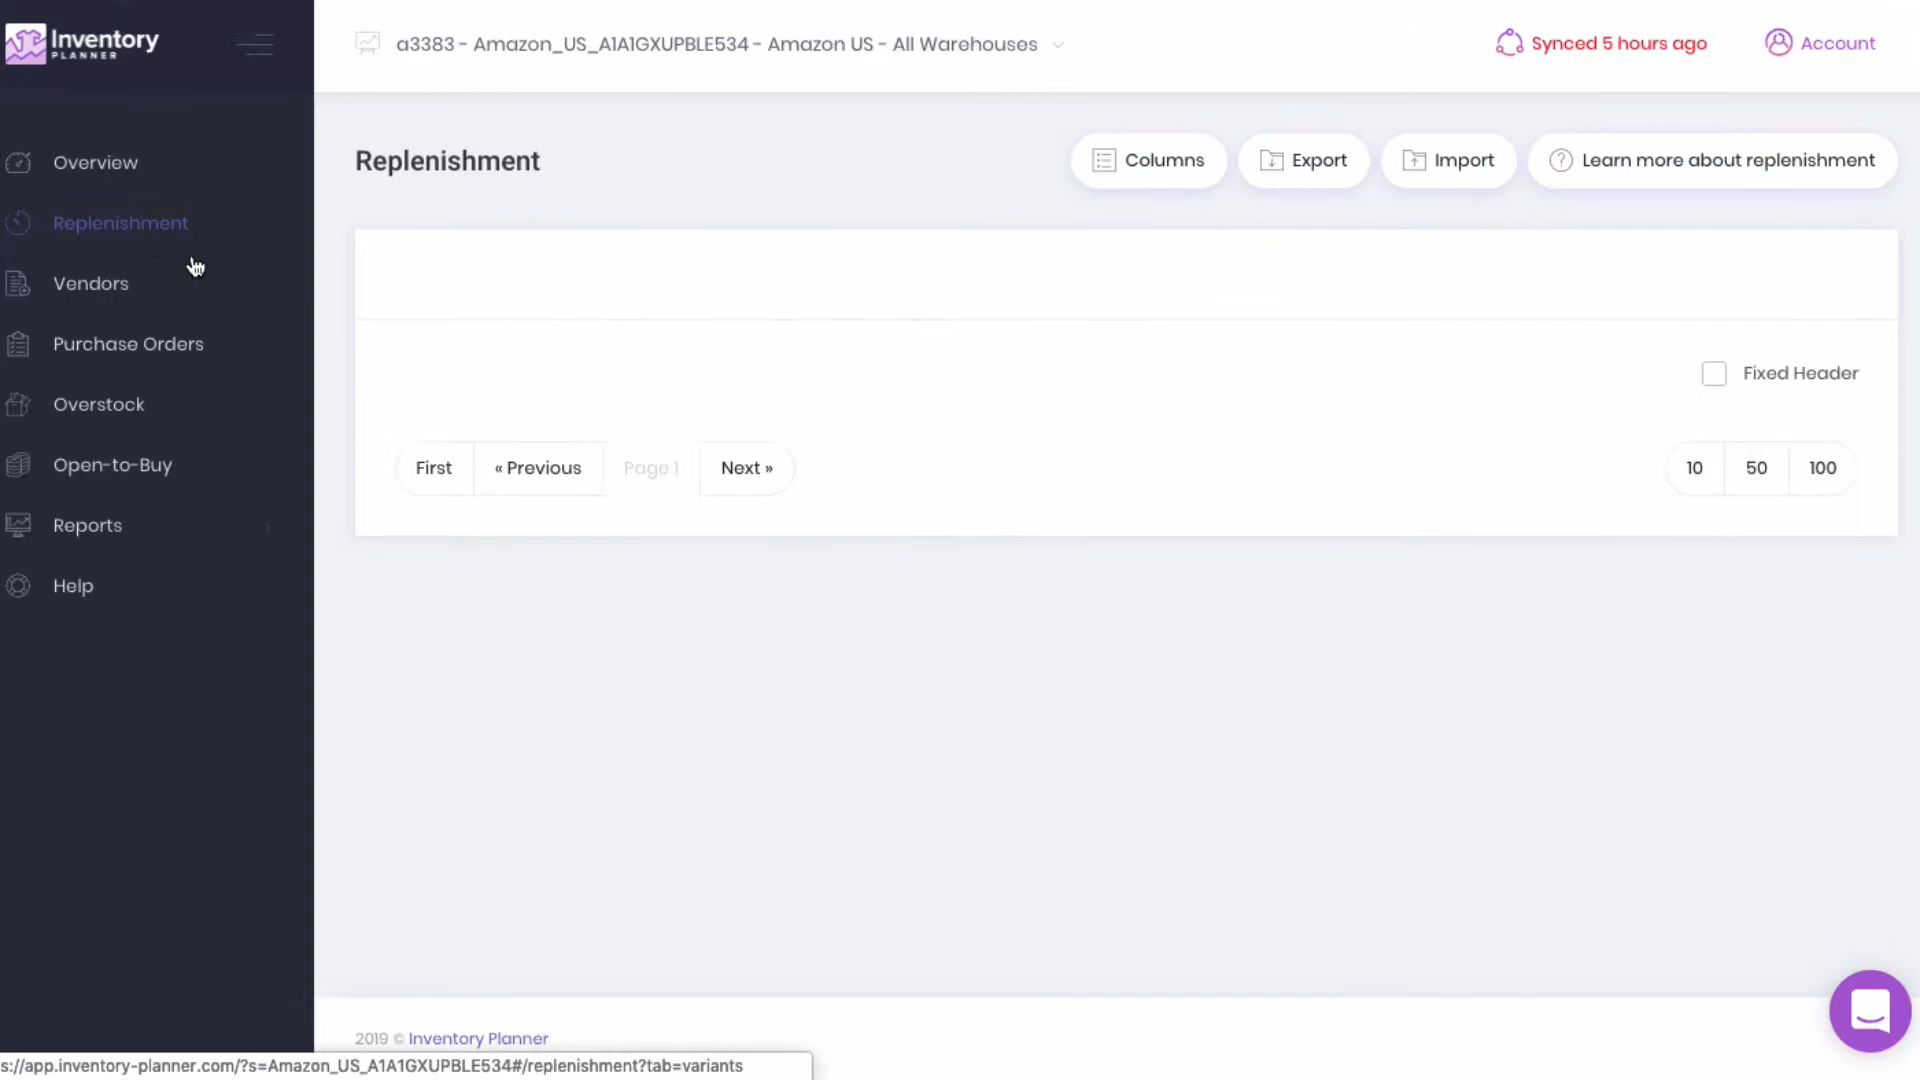 Inventory
PLANNER
a3383 - Amazon_US_A1A1GXUPBLE534 - Amazon US - All Warehouses
Synced 5 hours ago
Account
Overview
Replenishment
Vendors
Purchase Orders
Overstock
Open-to-Buy
Reports
Help
Replenishment
Columns
Export
Import
Learn more about replenishment
Fixed Header
First
« Previous
Page 1
Next »
10
50
100
2019 © Inventory Planner
s://app.inventory-planner.com/?s=Amazon_US_A1A1GXUPBLE534#/replenishment?tab=variants